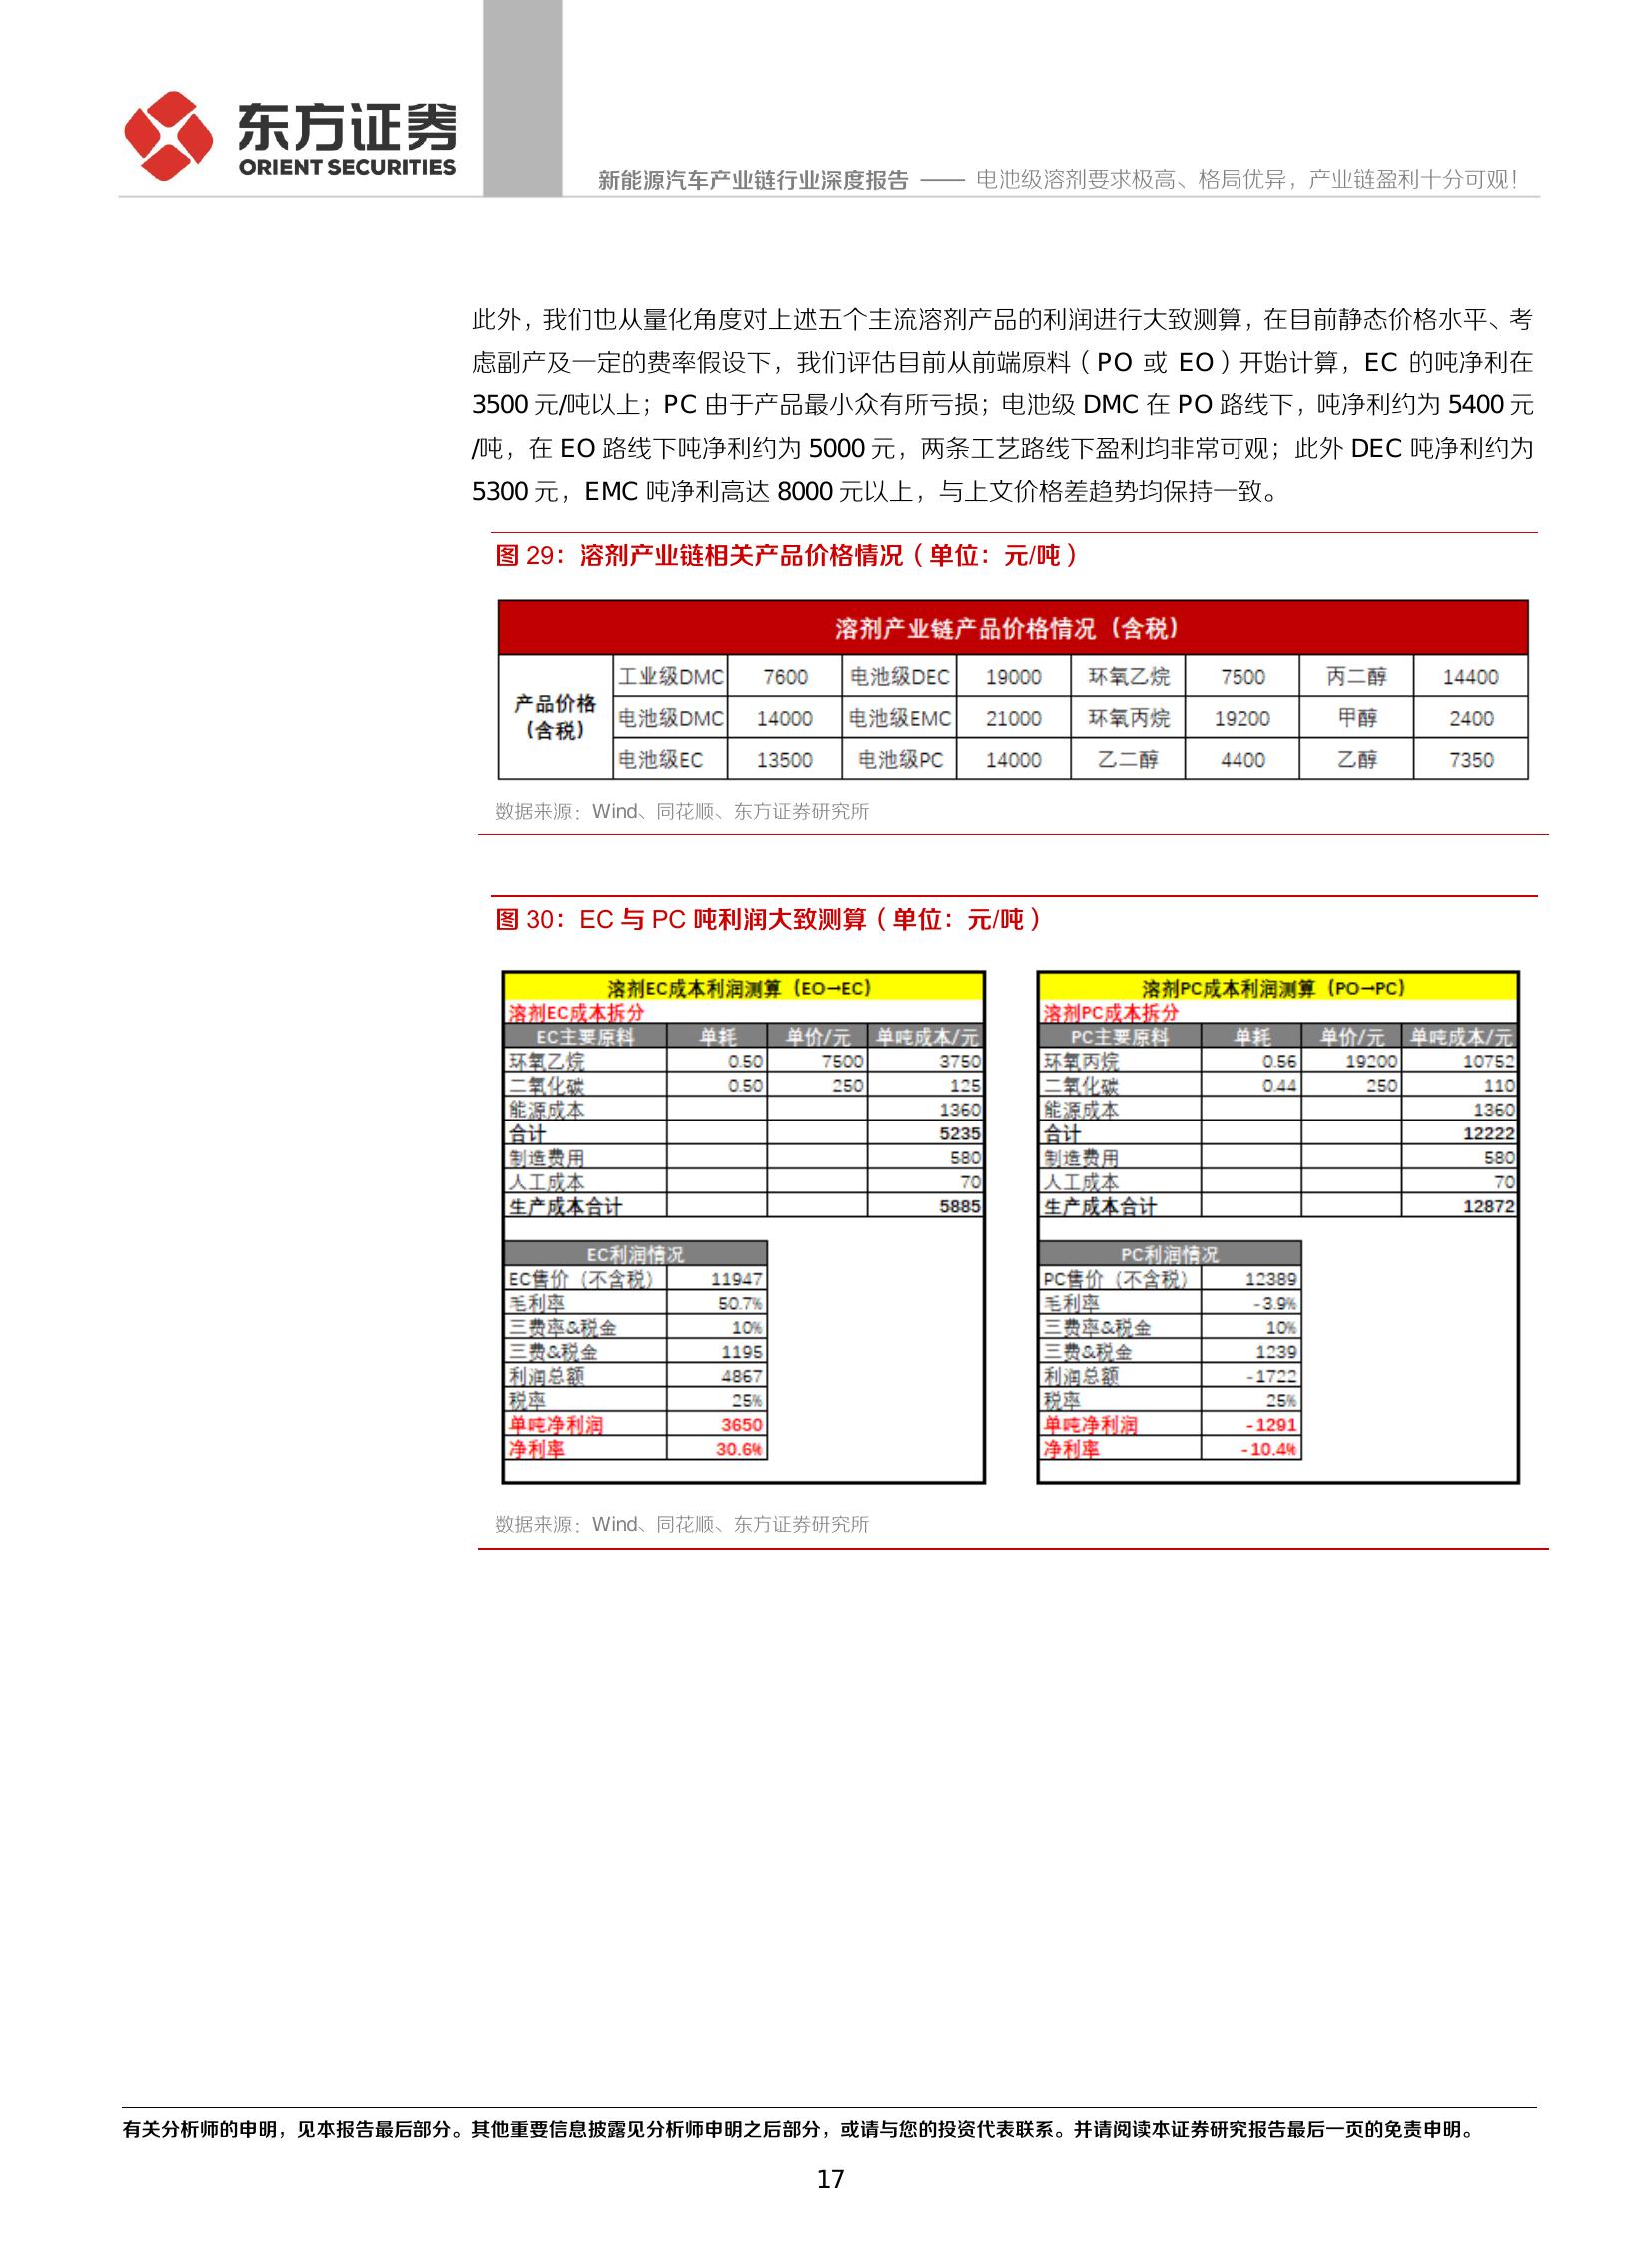 东方证券
ORIENT SECURITIES
新能源汽车产业链行业深度报告 —— 电池级溶剂要求极高、格局优异，产业链盈利十分可观！
此外，我们也从量化角度对上述五个主流溶剂产品的利润进行大致测算，在目前静态价格水平、考
虑副产及一定的费率假设下，我们评估目前从前端原料（PO 或 EO）开始计算，EC 的吨净利在
3500 元/吨以上；PC 由于产品最小众有所亏损；电池级 DMC 在 PO 路线下，吨净利约为 5400 元
/吨，在 EO 路线下吨净利约为 5000 元，两条工艺路线下盈利均非常可观；此外 DEC 吨净利约为
5300 元，EMC 吨净利高达 8000 元以上，与上文价格差趋势均保持一致。
图 29：溶剂产业链相关产品价格情况（单位：元/吨）
溶剂产业链产品价格情况（含税）
产品价格（含税）
工业级DMC 7600 电池级DEC 19000 环氧乙烷 7500 丙二醇 14400
电池级DMC 14000 电池级EMC 21000 环氧丙烷 19200 甲醇 2400
电池级EC 13500 电池级PC 14000 乙二醇 4400 乙醇 7350
数据来源：Wind、同花顺、东方证券研究所
图 30：EC 与 PC 吨利润大致测算（单位：元/吨）
溶剂EC成本利润测算（EO→EC）
溶剂EC成本拆分
EC主要原料 单耗 单价/元 单吨成本/元
环氧乙烷 0.50 7500 3750
二氧化碳 0.50 250 125
能源成本 1360
合计 5235
制造费用 580
人工成本 70
生产成本合计 5885
EC利润情况
EC售价（不含税） 11947
毛利率 50.7%
三费率&税金 10%
三费&税金 1195
利润总额 4867
税率 25%
单吨净利润 3650
净利率 30.6%
溶剂PC成本利润测算（PO→PC）
溶剂PC成本拆分
PC主要原料 单耗 单价/元 单吨成本/元
环氧丙烷 0.56 19200 10752
二氧化碳 0.44 250 110
能源成本 1360
合计 12222
制造费用 580
人工成本 70
生产成本合计 12872
PC利润情况
PC售价（不含税） 12389
毛利率 -3.9%
三费率&税金 10%
三费&税金 1239
利润总额 -1722
税率 25%
单吨净利润 -1291
净利率 -10.4%
数据来源：Wind、同花顺、东方证券研究所
有关分析师的申明，见本报告最后部分。其他重要信息披露见分析师申明之后部分，或请与您的投资代表联系。并请阅读本证券研究报告最后一页的免责申明。
17